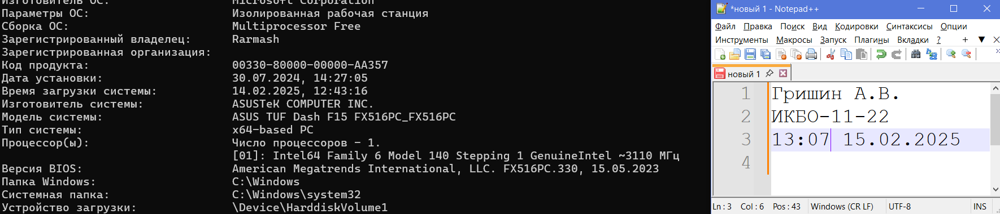 Изготовитель ОС: Microsoft Corporation
Параметры ОС: Изолированная рабочая станция
Сборка ОС: Multiprocessor Free
Зарегистрированный владелец: Rarmash
Зарегистрированная организация:
Код продукта: 00330-80000-00000-AA357
Дата установки: 30.07.2024, 14:27:05
Время загрузки системы: 14.02.2025, 12:43:16
Изготовитель системы: ASUSTeK COMPUTER INC.
Модель системы: ASUS TUF Dash F15 FX516PC_FX516PC
Тип системы: x64-based PC
Процессор(ы): Число процессоров - 1.
[01]: Intel64 Family 6 Model 140 Stepping 1 GenuineIntel ~3110 МГц
Версия BIOS: American Megatrends International, LLC. FX516PC.330, 15.05.2023
Папка Windows: C:\Windows
Системная папка: C:\Windows\system32
Устройство загрузки: \Device\HarddiskVolume1
*новый 1 - Notepad++
Файл Правка Поиск Вид Кодировки Синтаксисы Опции
Инструменты Макросы Запуск Плагины Вкладки ? + ▼ X
новый 1
1 Гришин А.В.
2 ИКБО-11-22
3 13:07 15.02.2025
4
Ln : 3 Col : 6 Pos : 43 Windows (CR LF) UTF-8 INS